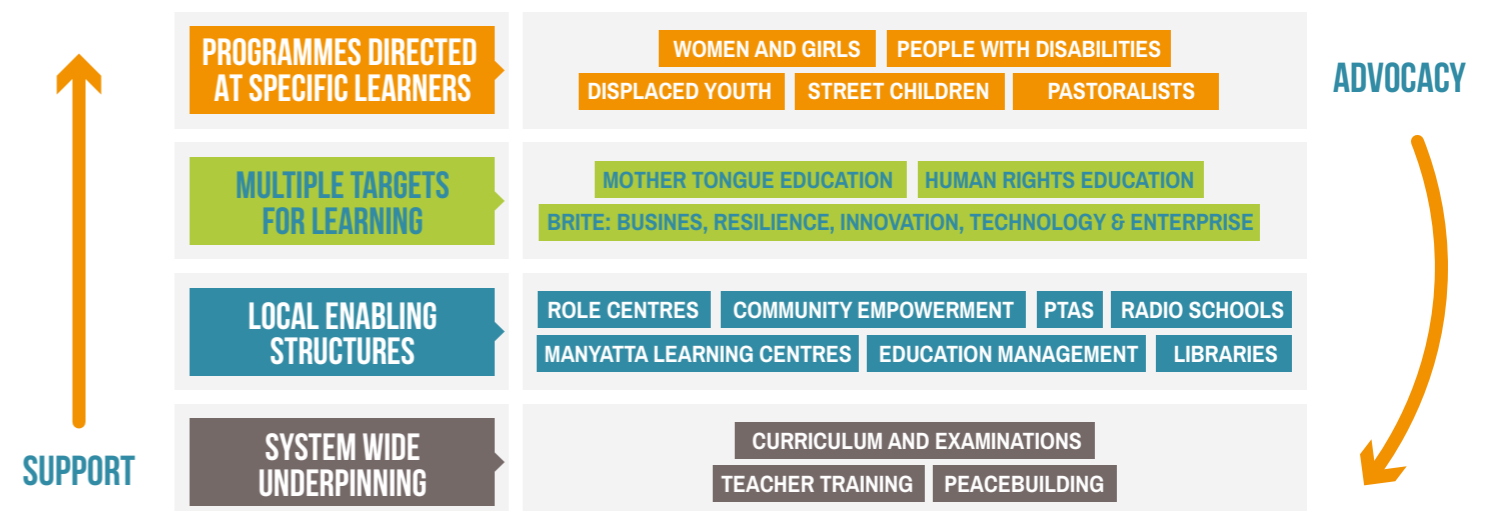 PROGRAMMES DIRECTED
AT SPECIFIC LEARNERS
WOMEN AND GIRLS
PEOPLE WITH DISABILITIES
DISPLACED YOUTH
STREET CHILDREN
PASTORALISTS
ADVOCACY
MULTIPLE TARGETS
FOR LEARNING
MOTHER TONGUE EDUCATION
HUMAN RIGHTS EDUCATION
BRITE: BUSINES, RESILIENCE, INNOVATION, TECHNOLOGY & ENTERPRISE
LOCAL ENABLING
STRUCTURES
ROLE CENTRES
COMMUNITY EMPOWERMENT
PTAS
RADIO SCHOOLS
MANYATTA LEARNING CENTRES
EDUCATION MANAGEMENT
LIBRARIES
SUPPORT
SYSTEM WIDE
UNDERPINNING
CURRICULUM AND EXAMINATIONS
TEACHER TRAINING
PEACEBUILDING